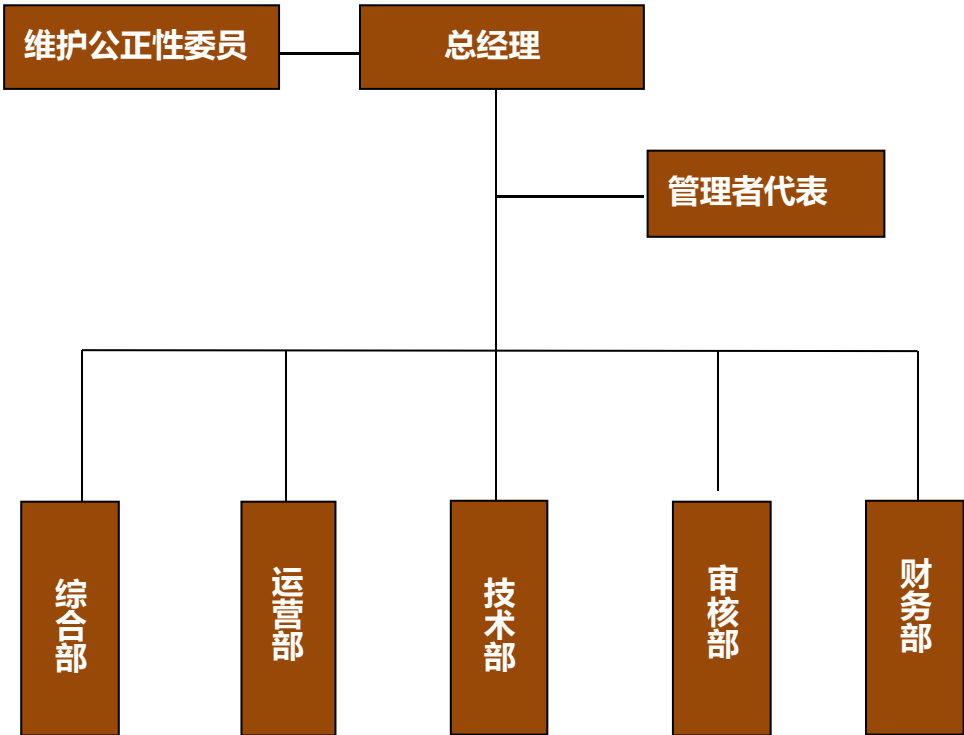 维护公正性委员
总经理
管理者代表
综合部
运营部
技术部
审核部
财务部